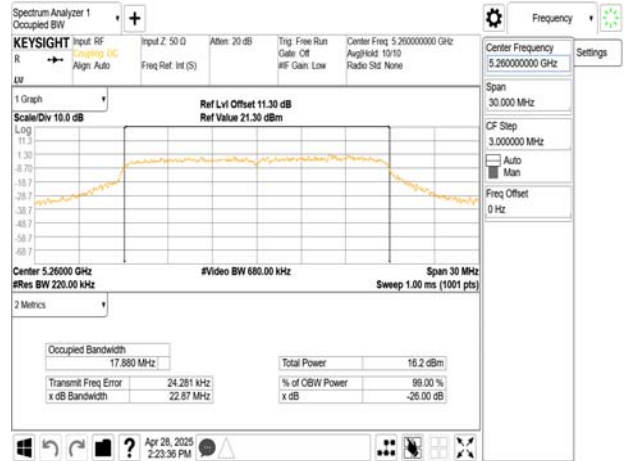 Spectrum Analyzer 1
Occupied BW
Frequency
KEYSIGHT
Input: RF
Coupling: DC
Align: Auto
Input Z: 50 Ω
Freq Ref: Int (S)
Atten: 20 dB
Trig: Free Run
Gate: Off
#IF Gain: Low
Center Freq: 5.260000000 GHz
Avg|Hold: 10/10
Radio Std: None
R
Center Frequency
5.260000000 GHz
Settings
Span
30.000 MHz
CF Step
3.000000 MHz
Auto
Man
Freq Offset
0 Hz
1 Graph
Scale/Div 10.0 dB
Ref Lvl Offset 11.30 dB
Ref Value 21.30 dBm
Log
11.3
1.30
-8.70
-18.7
-28.7
-38.7
-48.7
-58.7
-68.7
Center 5.26000 GHz
#Video BW 680.00 kHz
Span 30 MHz
#Res BW 220.00 kHz
Sweep 1.00 ms (1001 pts)
2 Metrics
Occupied Bandwidth
17.880 MHz
Total Power 16.2 dBm
Transmit Freq Error 24.281 kHz
% of OBW Power 99.00 %
x dB Bandwidth 22.87 MHz
x dB -26.00 dB
Apr 28, 2025
2:23:36 PM